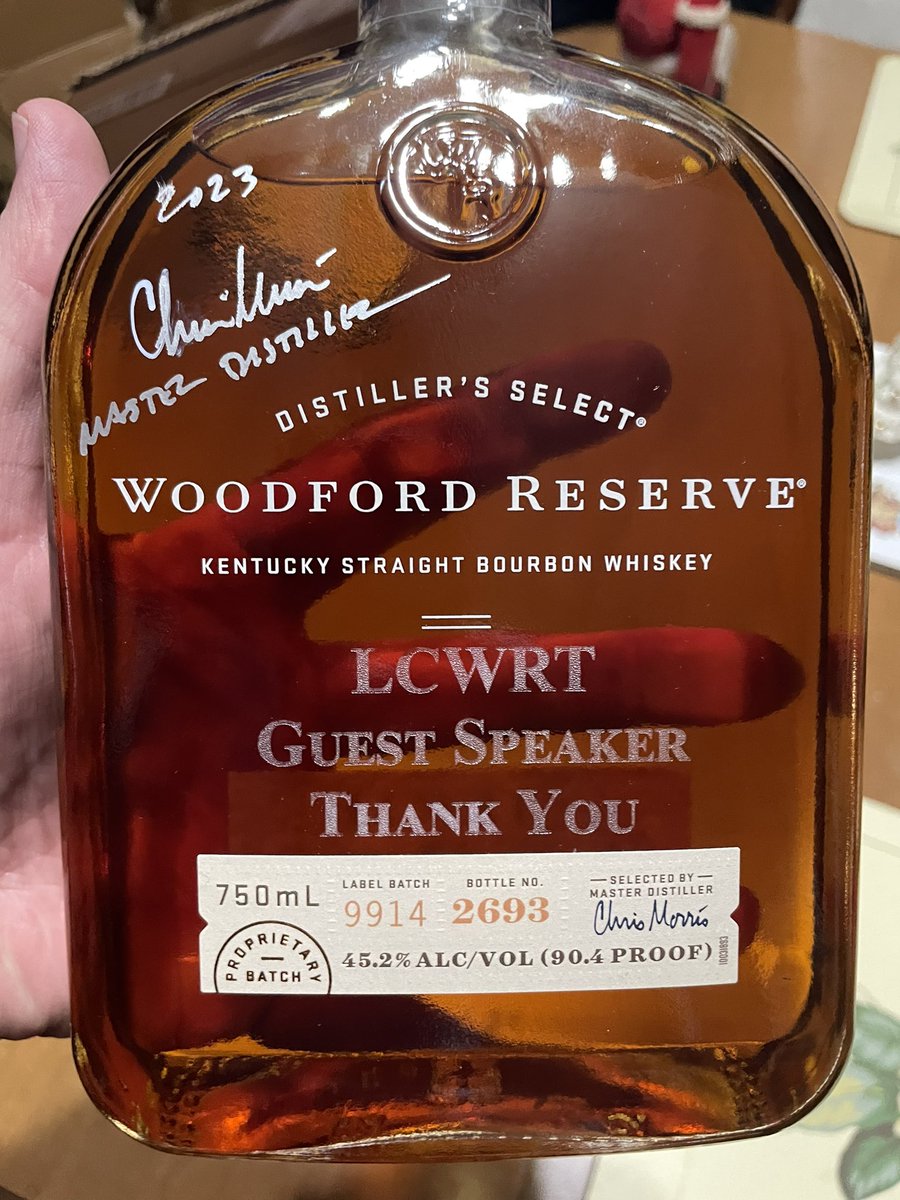 2023
Chris Morris
MASTER DISTILLER
DISTILLER'S SELECT®
WOODFORD RESERVE®
KENTUCKY STRAIGHT BOURBON WHISKEY
LCWRT
GUEST SPEAKER
THANK YOU
750mL
LABEL BATCH
9914
BOTTLE NO.
2693
SELECTED BY
MASTER DISTILLER
Chris Morris
PROPRIETARY
BATCH
45.2% ALC/VOL (90.4 PROOF)